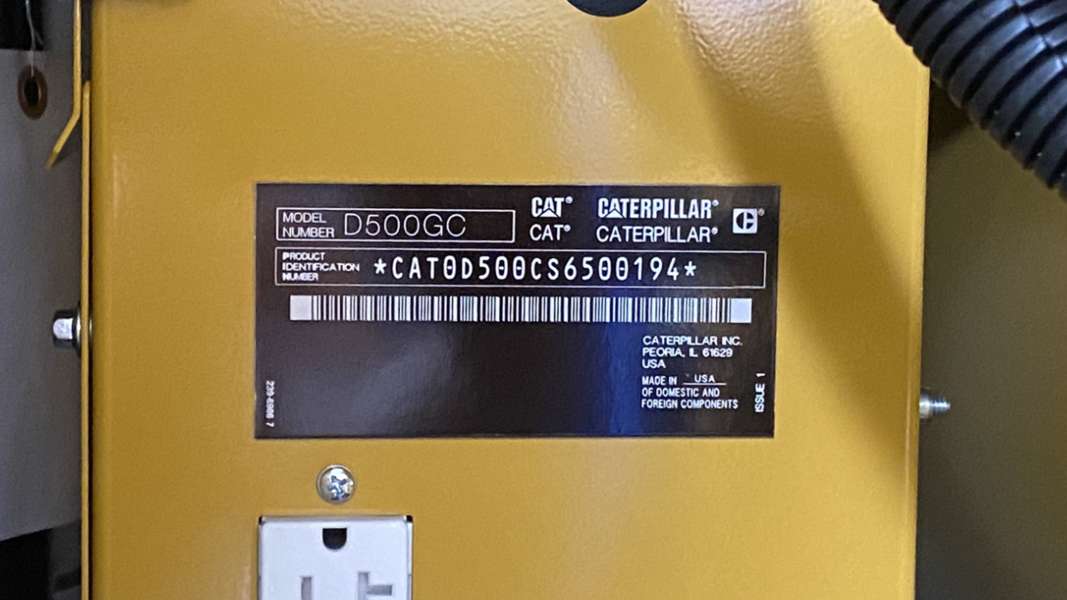 MODEL NUMBER D500GC
CAT® CATERPILLAR® C®
CAT® CATERPILLAR®
PRODUCT IDENTIFICATION NUMBER *CAT0D500CS6500194*
CATERPILLAR INC.
PEORIA, IL 61629
USA
MADE IN USA
OF DOMESTIC AND
FOREIGN COMPONENTS
ISSUE 1